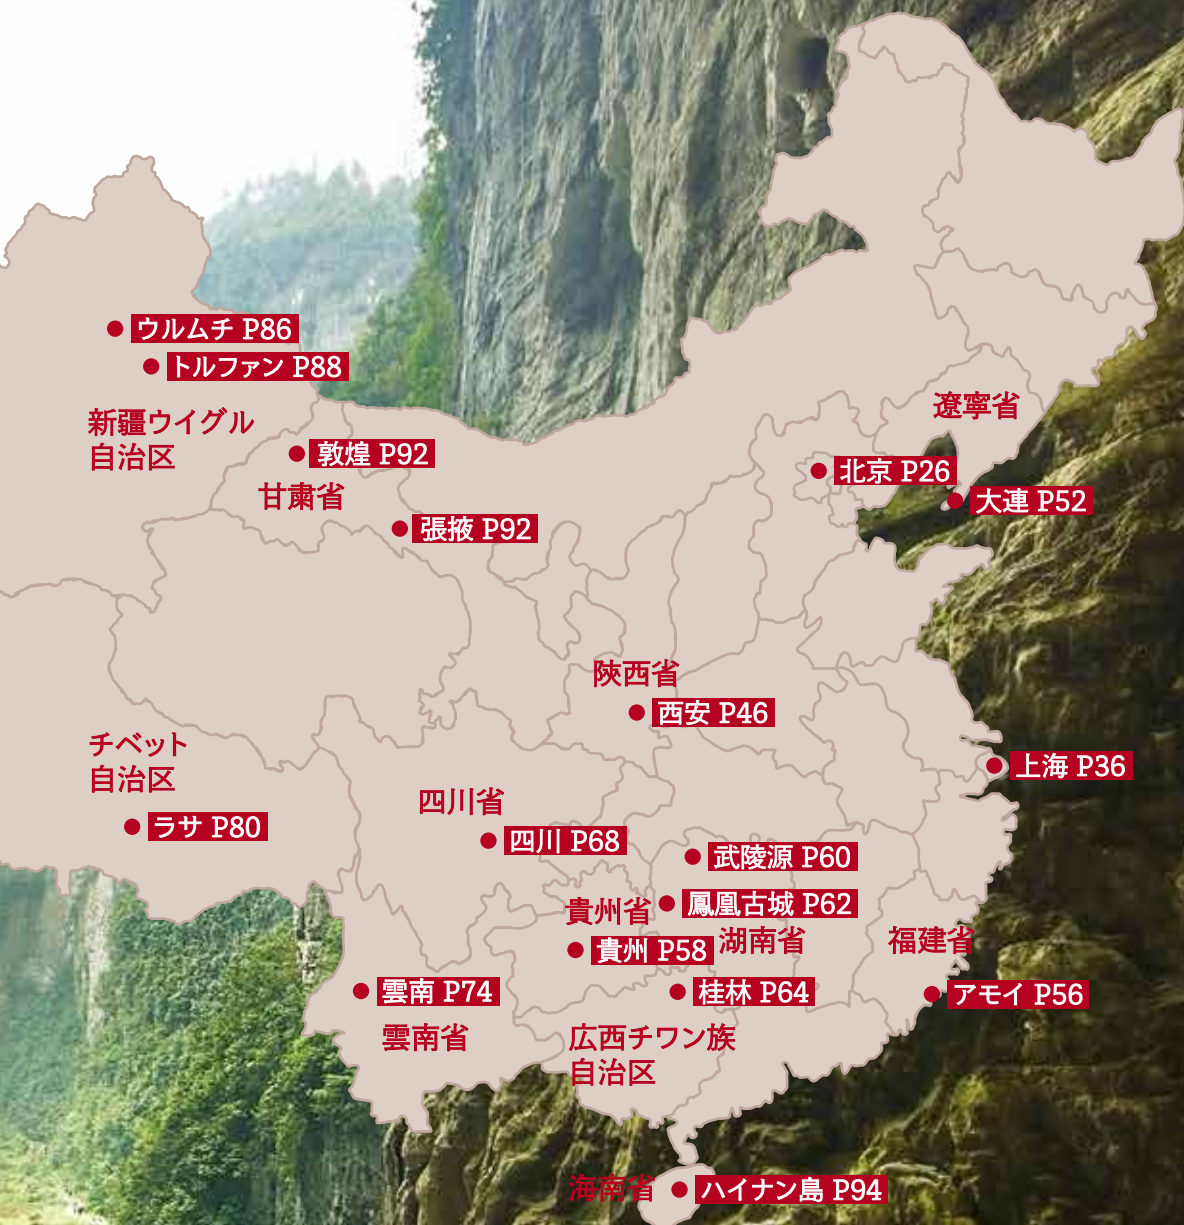 ウルムチ P86
トルファン P88
新疆ウイグル
自治区
遼寧省
敦煌 P92
甘粛省
北京 P26
大連 P52
張掖 P92
陝西省
西安 P46
チベット
自治区
上海 P36
四川省
ラサ P80
四川 P68
武陵源 P60
鳳凰古城 P62
貴州省
貴州 P58
湖南省
福建省
雲南 P74
桂林 P64
アモイ P56
雲南省
広西チワン族
自治区
海南省
ハイナン島 P94